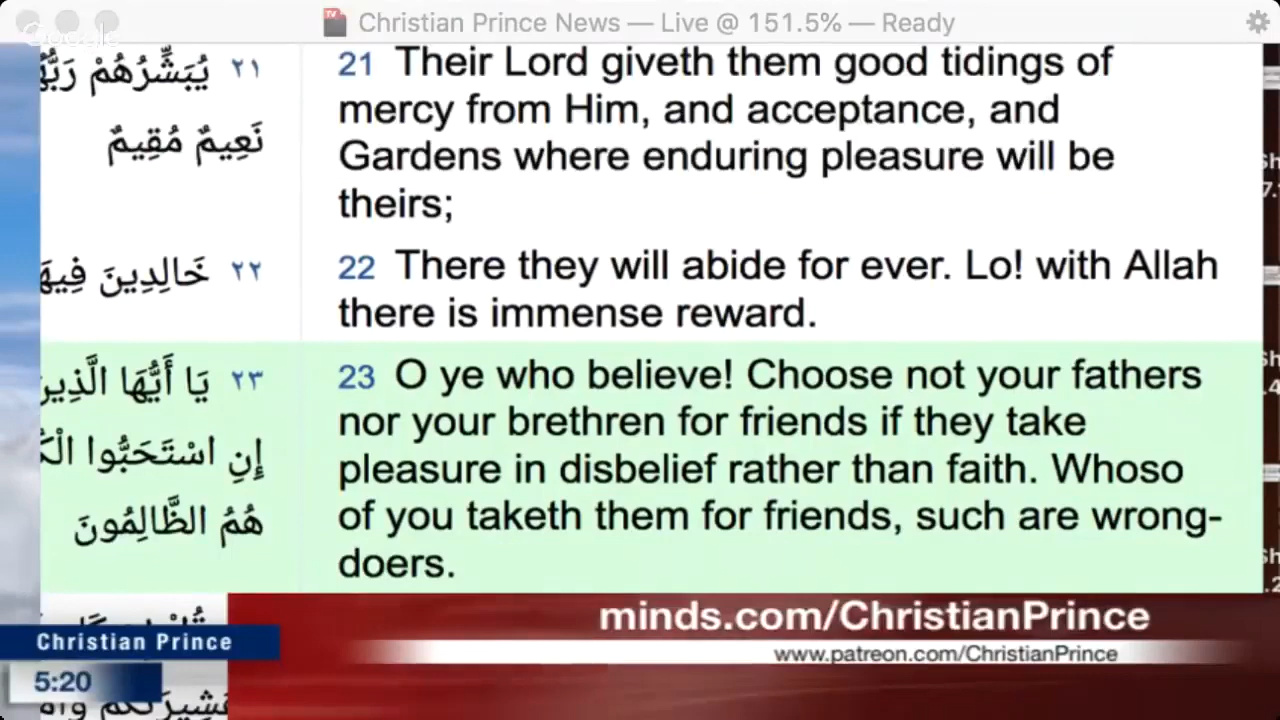 Christian Prince News — Live @ 151.5% — Ready
Google
21 Their Lord giveth them good tidings of
mercy from Him, and acceptance, and
Gardens where enduring pleasure will be
theirs;
٢١ يُبَشِّرُهُمْ
نَعِيمٌ مُقِيمٌ
22 There they will abide for ever. Lo! with Allah
there is immense reward.
٢٢ خَالِدِينَ
23 O ye who believe! Choose not your fathers
nor your brethren for friends if they take
pleasure in disbelief rather than faith. Whoso
of you taketh them for friends, such are wrong-
doers.
٢٣ يَا أَيُّهَا
إِنِ اسْتَحَبُّوا
هُمُ الظَّالِمُونَ
minds.com/ChristianPrince
www.patreon.com/ChristianPrince
Christian Prince
5:20